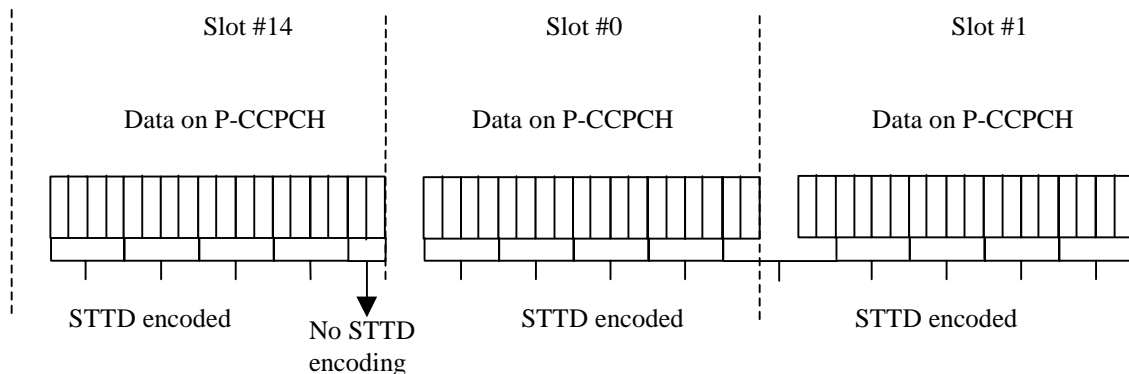 Slot #14
Slot #0
Slot #1
Data on P-CCPCH
Data on P-CCPCH
Data on P-CCPCH
STTD encoded
No STTD
encoding
STTD encoded
STTD encoded